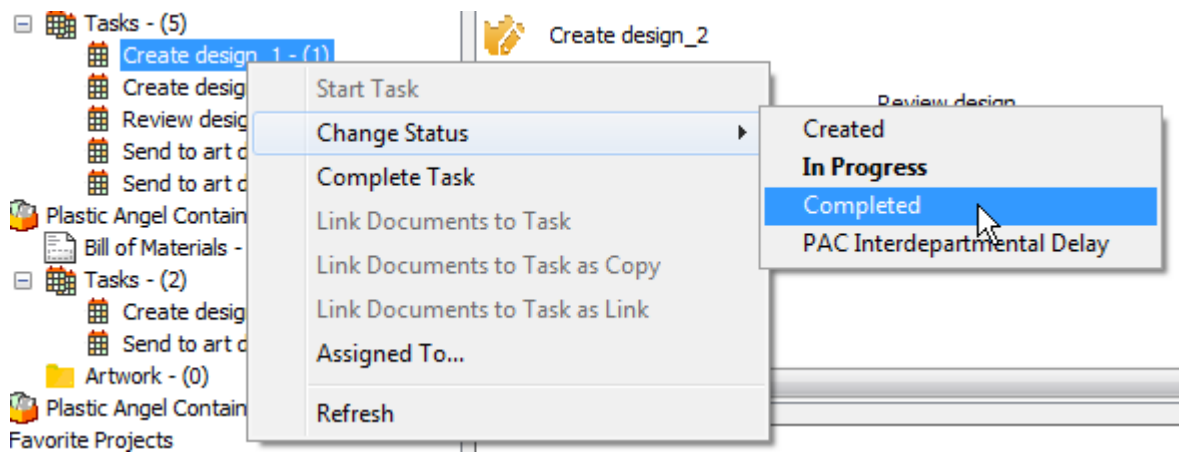 Tasks - (5)
Create design_1 - (1)
Create desig
Review desig
Send to art d
Send to art d
Plastic Angel Contain
Bill of Materials -
Tasks - (2)
Create desig
Send to art d
Artwork - (0)
Plastic Angel Contain
Favorite Projects
Create design_2
Review design
Start Task
Change Status
Complete Task
Link Documents to Task
Link Documents to Task as Copy
Link Documents to Task as Link
Assigned To...
Refresh
Created
In Progress
Completed
PAC Interdepartmental Delay